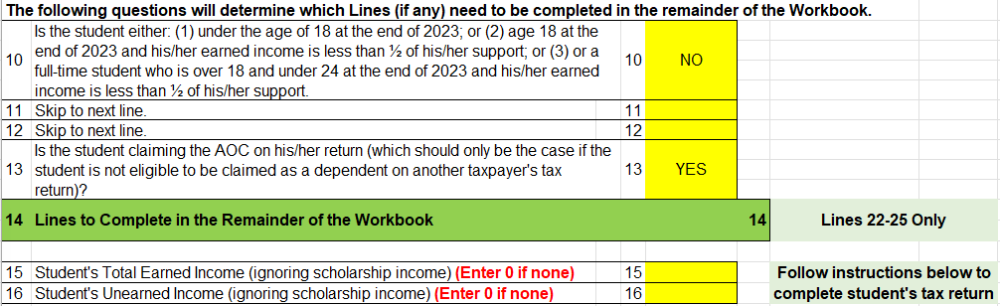 The following questions will determine which Lines (if any) need to be completed in the remainder of the Workbook.
Is the student either: (1) under the age of 18 at the end of 2023; or (2) age 18 at the
end of 2023 and his/her earned income is less than ½ of his/her support; or (3) or a
10 full-time student who is over 18 and under 24 at the end of 2023 and his/her earned 10 NO
income is less than ½ of his/her support.
11 Skip to next line. 11
12 Skip to next line. 12
Is the student claiming the AOC on his/her return (which should only be the case if the
13 student is not eligible to be claimed as a dependent on another taxpayer's tax 13 YES
return)?
14 Lines to Complete in the Remainder of the Workbook 14 Lines 22-25 Only
15 Student's Total Earned Income (ignoring scholarship income) (Enter 0 if none) 15 Follow instructions below to
16 Student's Unearned Income (ignoring scholarship income) (Enter 0 if none) 16 complete student's tax return